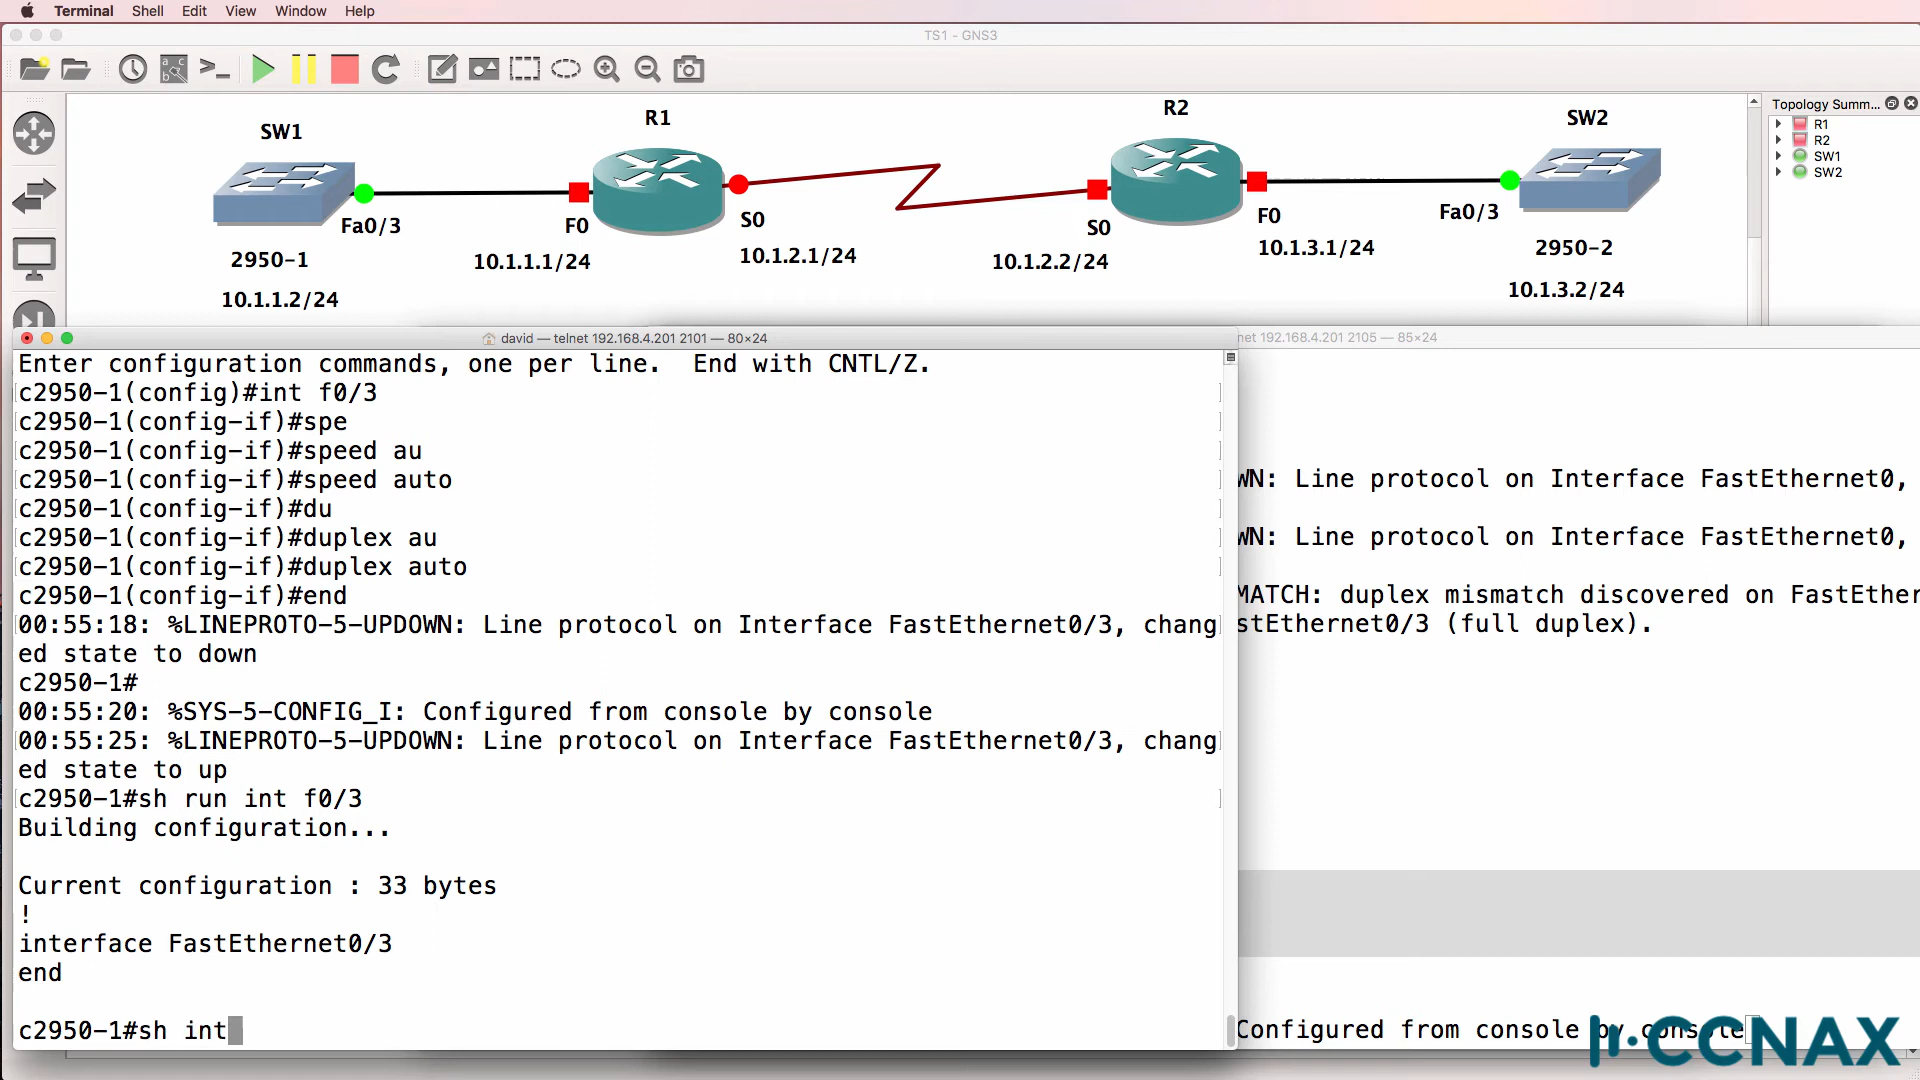 Terminal Shell Edit View Window Help
TS1 - GNS3
Topology Summ...
R1
R2
SW1
SW2
SW1
R1
R2
SW2
Fa0/3
F0
S0
S0
F0
Fa0/3
2950-1
10.1.1.1/24
10.1.2.1/24
10.1.2.2/24
10.1.3.1/24
2950-2
10.1.1.2/24
10.1.3.2/24
david — telnet 192.168.4.201 2101 — 80×24
Enter configuration commands, one per line.  End with CNTL/Z.
c2950-1(config)#int f0/3
c2950-1(config-if)#spe
c2950-1(config-if)#speed au
c2950-1(config-if)#speed auto
c2950-1(config-if)#du
c2950-1(config-if)#duplex au
c2950-1(config-if)#duplex auto
c2950-1(config-if)#end
00:55:18: %LINEPROTO-5-UPDOWN: Line protocol on Interface FastEthernet0/3, chang
ed state to down
c2950-1#
00:55:20: %SYS-5-CONFIG_I: Configured from console by console
00:55:25: %LINEPROTO-5-UPDOWN: Line protocol on Interface FastEthernet0/3, chang
ed state to up
c2950-1#sh run int f0/3
Building configuration...
Current configuration : 33 bytes
!
interface FastEthernet0/3
end
c2950-1#sh int
net 192.168.4.201 2105 — 85×24
WN: Line protocol on Interface FastEthernet0,
WN: Line protocol on Interface FastEthernet0,
MATCH: duplex mismatch discovered on FastEther
stEthernet0/3 (full duplex).
Configured from console by console
CCNAX